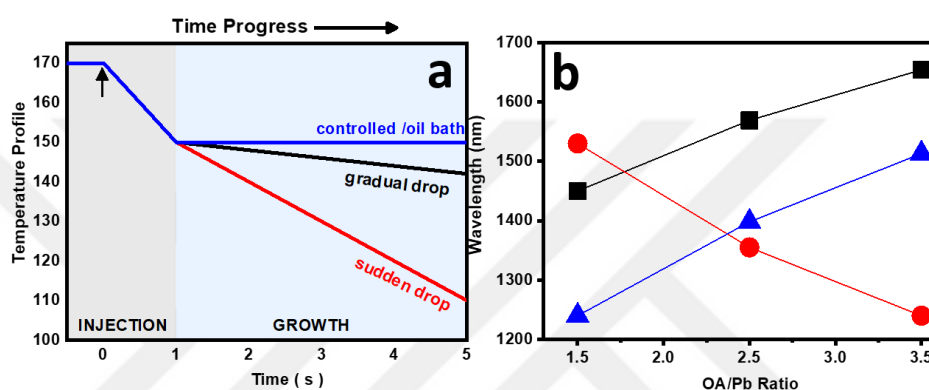 Time Progress
a
Temperature Profile
170
160
150
140
130
120
110
100
controlled /oil bath
gradual drop
sudden drop
INJECTION
GROWTH
0
1
2
3
4
5
Time ( s )
b
Wavelength (nm)
1700
1600
1500
1400
1300
1200
1.5
2.0
2.5
3.0
3.5
OA/Pb Ratio